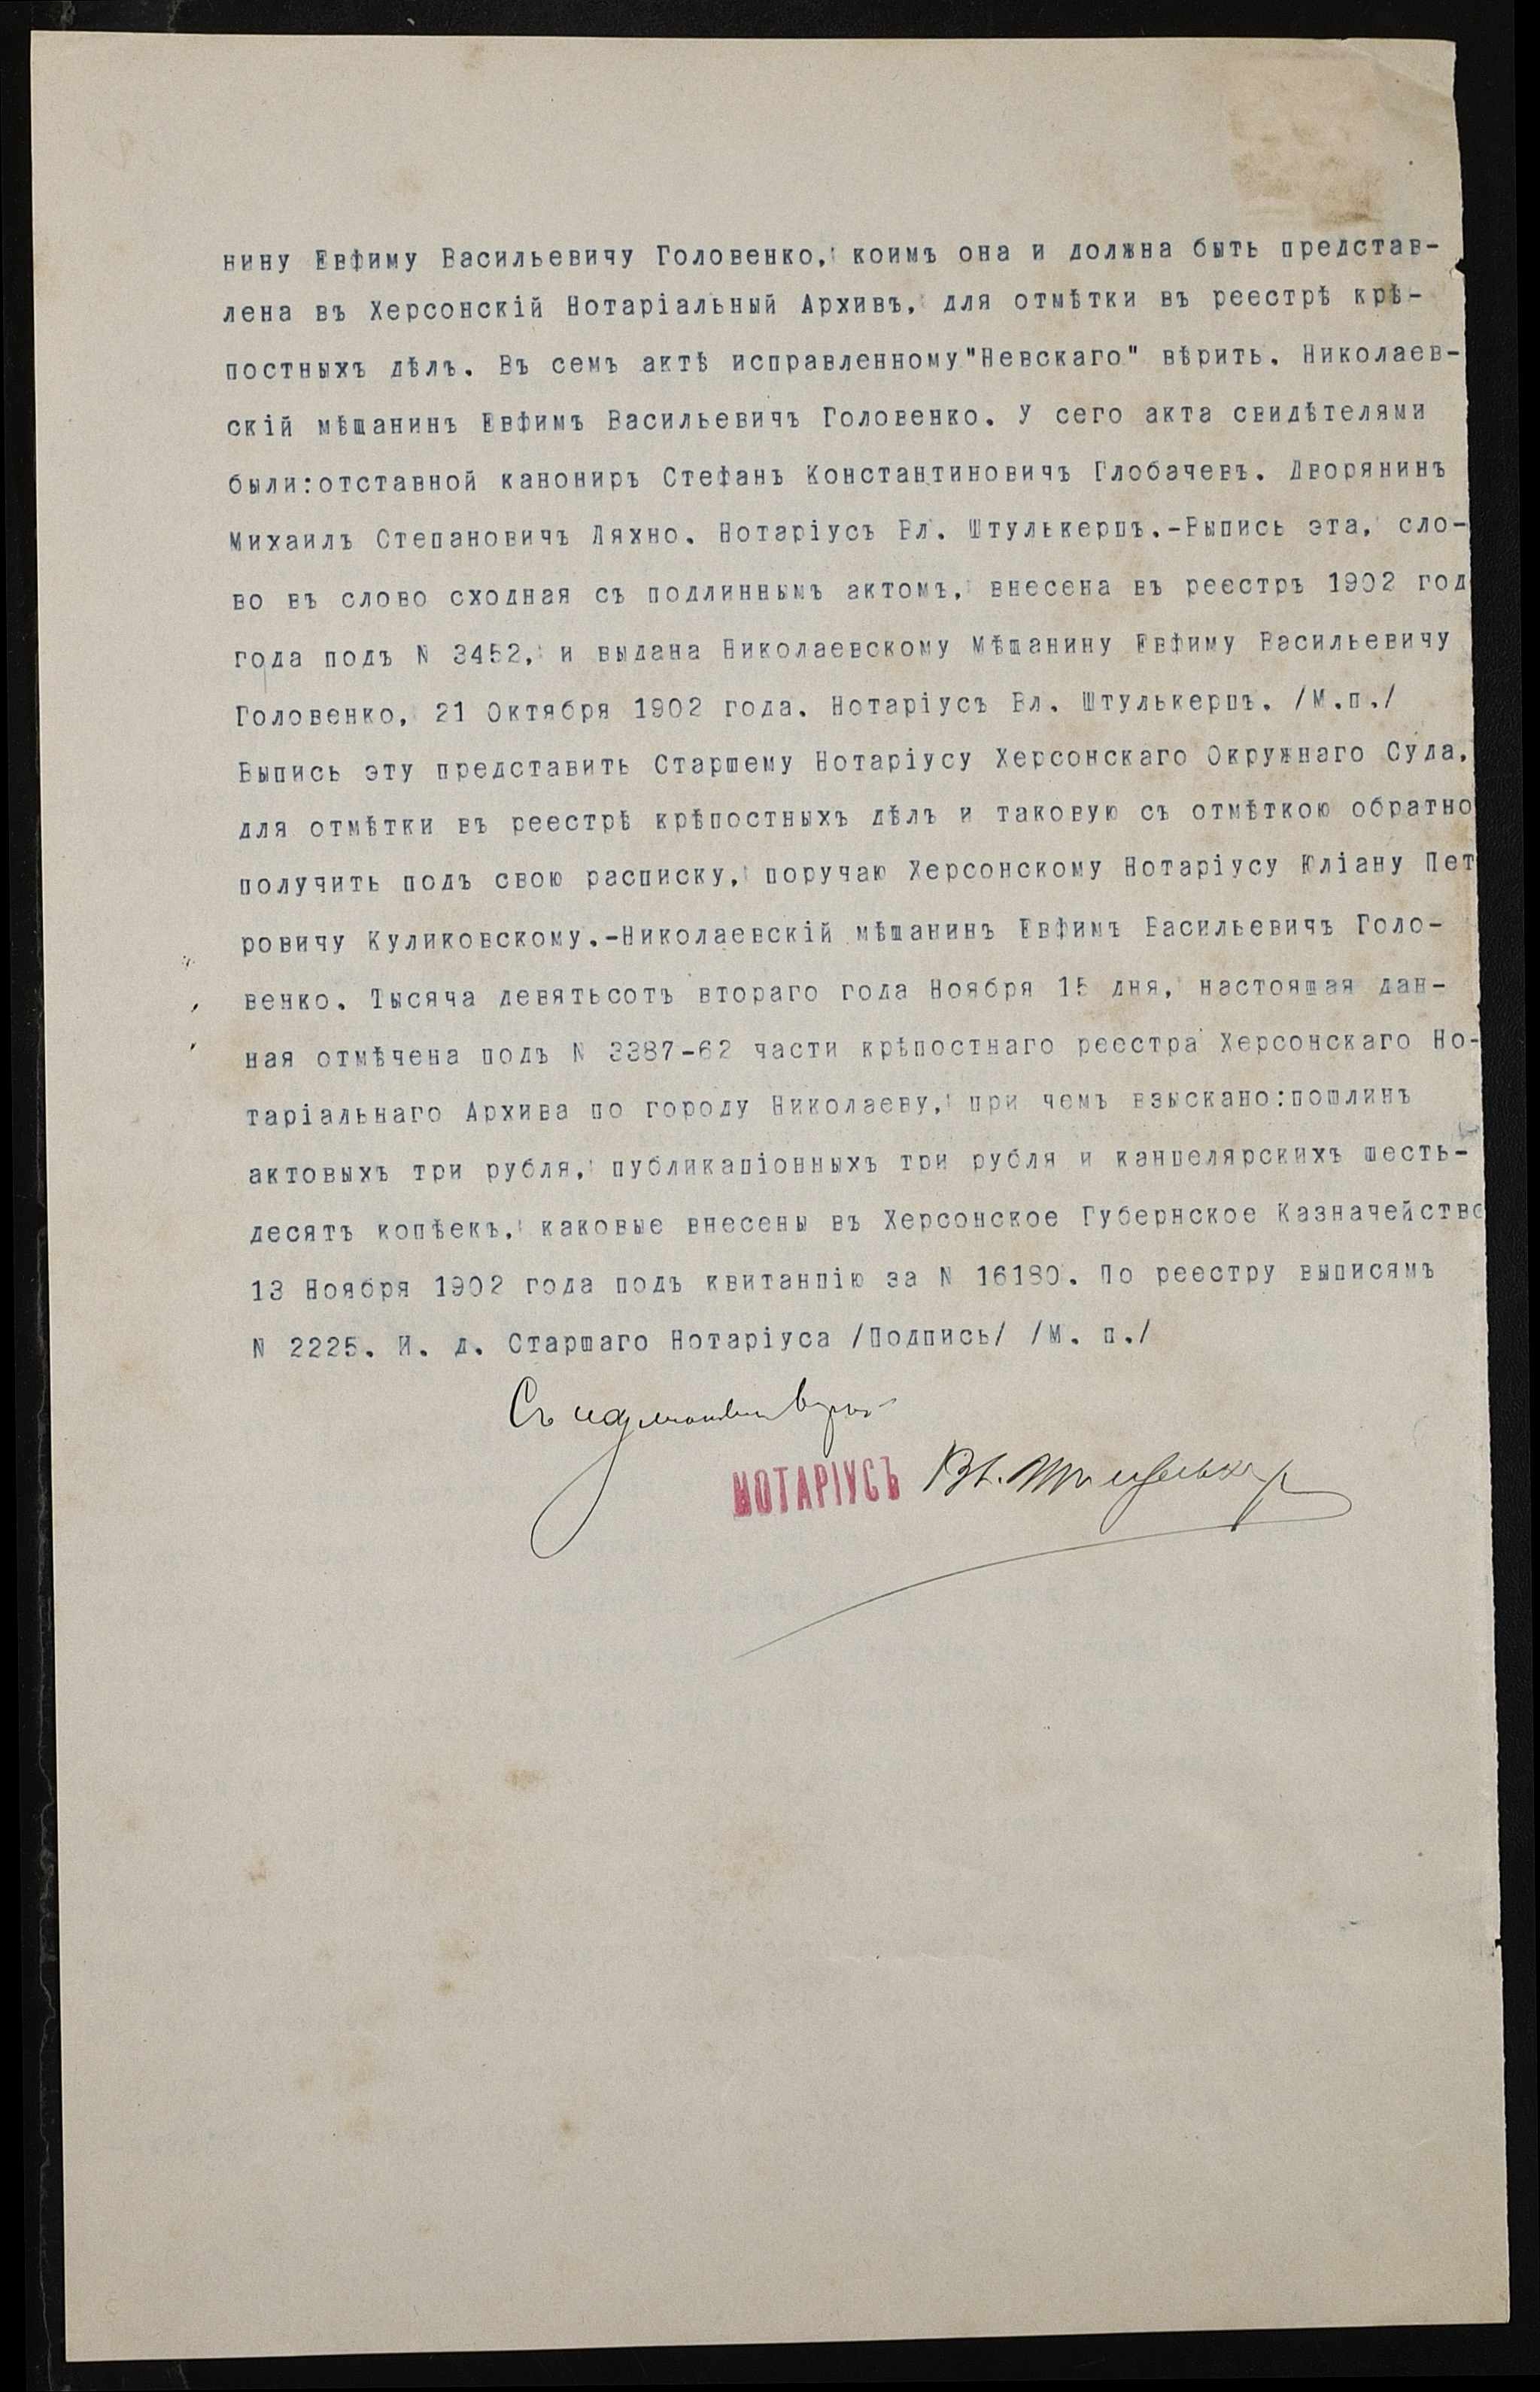 нину Евфиму Васильевичу Головенко, коимъ она и должна быть представ-
лена въ Херсонскій Нотаріальный Архивъ, для отмѣтки въ реестрѣ крѣ-
постныхъ дѣлъ. Въ семъ актѣ исправленному "Невскаго" вѣрить. Николаев-
скій мѣщанинъ Евфимъ Васильевичъ Головенко. У сего акта свидѣтелями
были:отставной канониръ Стефанъ Константиновичъ Глобачевъ. Дворянинъ
Михаилъ Степановичъ Ляхно. Нотаріусъ Вл. Штулькерцъ.-Выпись эта, сло-
во въ слово сходная съ подлиннымъ актомъ, внесена въ реестръ 1902 год
года подъ N 3452, и выдана Николаевскому Мѣщанину Евфиму Васильевичу
Головенко, 21 Октября 1902 года. Нотаріусъ Вл. Штулькерцъ. /М.п./
Выпись эту представить Старшему Нотаріусу Херсонскаго Окружнаго Суда,
для отмѣтки въ реестрѣ крѣпостныхъ дѣлъ и таковую съ отмѣткою обратно
получить подъ свою расписку, поручаю Херсонскому Нотаріусу Юліану Пет
ровичу Куликовскому.-Николаевскій мѣщанинъ Евфимъ Васильевичъ Голо-
венко. Тысяча девятьсотъ втораго года Ноября 15 дня, настоящая дан-
ная отмѣчена подъ N 3387-62 части крѣпостнаго реестра Херсонскаго Но-
таріальнаго Архива по городу Николаеву, при чемъ взыскано:пошлинъ
актовыхъ три рубля, публикаціонныхъ три рубля и канцелярскихъ шесть-
десятъ копѣекъ, каковые внесены въ Херсонское Губернское Казначейство
13 Ноября 1902 года подъ квитанцію за N 16180. По реестру выписямъ
N 2225. И. д. Старшаго Нотаріуса /Подпись/ /М. п./
Съ подлиннымъ вѣрно
НОТАРІУСЪ Вл. Штулькерцъ